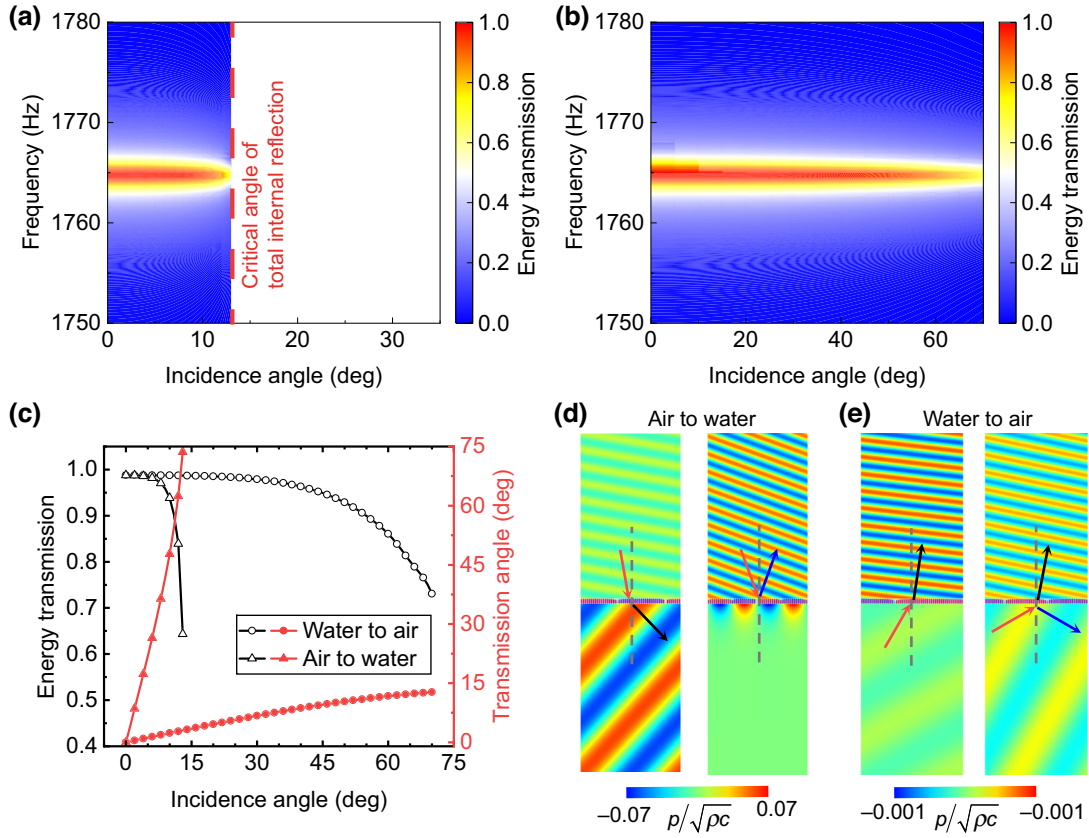 (a)
1780
1770
1760
1750
Frequency (Hz)
0
10
20
30
Incidence angle (deg)
Critical angle of
total internal reflection
1.0
0.8
0.6
0.4
0.2
0.0
Energy transmission
(b)
1780
1770
1760
1750
Frequency (Hz)
0
20
40
60
Incidence angle (deg)
1.0
0.8
0.6
0.4
0.2
0.0
Energy transmission
(c)
1.0
0.9
0.8
0.7
0.6
0.5
0.4
Energy transmission
0
15
30
45
60
75
Incidence angle (deg)
75
60
45
30
15
0
Transmission angle (deg)
Water to air
Air to water
(d)
Air to water
−0.07
0.07
p/√ρc
(e)
Water to air
−0.001
−0.001
p/√ρc